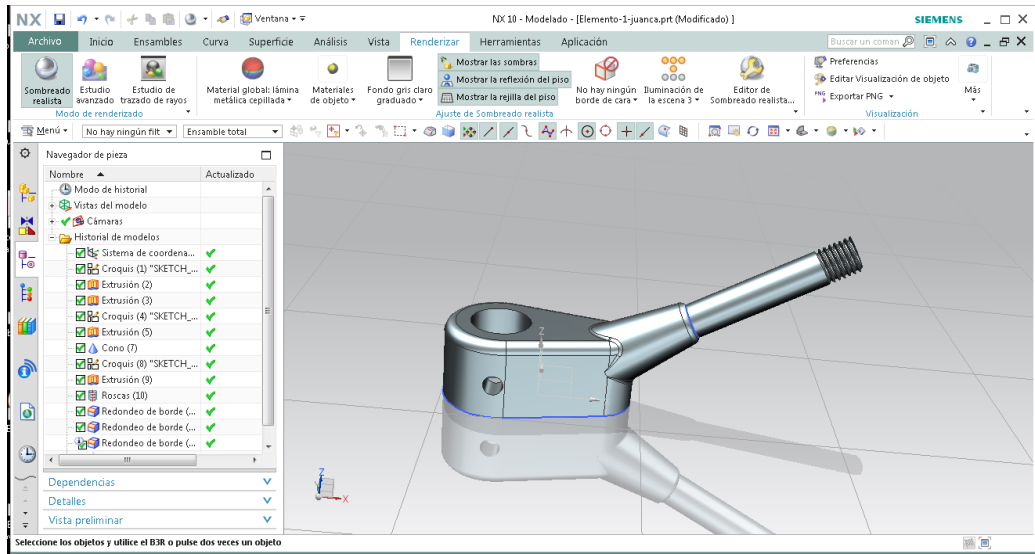 NX Ventana NX 10 - Modelado - [Elemento-1-juanca.prt (Modificado) ] SIEMENS
Archivo Inicio Ensambles Curva Superficie Análisis Vista Renderizar Herramientas Aplicación Buscar un coman
Sombreado realista
Estudio avanzado
Estudio de trazado de rayos
Modo de renderizado
Material global: lámina metálica cepillada
Materiales de objeto
Fondo gris claro graduado
Mostrar las sombras
Mostrar la reflexión del piso
Mostrar la rejilla del piso
No hay ningún borde de cara
Iluminación de la escena 3
Editor de Sombreado realista...
Ajuste de Sombreado realista
Preferencias
Editar Visualización de objeto
PNG Exportar PNG
Más
Visualización
Menú No hay ningún filt Ensamble total
Navegador de pieza
Nombre Actualizado
Modo de historial
Vistas del modelo
Cámaras
Historial de modelos
Sistema de coordena...
Croquis (1) "SKETCH_...
Extrusión (2)
Extrusión (3)
Croquis (4) "SKETCH_...
Extrusión (5)
Cono (7)
Croquis (8) "SKETCH_...
Extrusión (9)
Roscas (10)
Redondeo de borde (...
Redondeo de borde (...
Redondeo de borde (...
Dependencias
Detalles
Vista preliminar
Z
Z
X
Seleccione los objetos y utilice el B3R o pulse dos veces un objeto